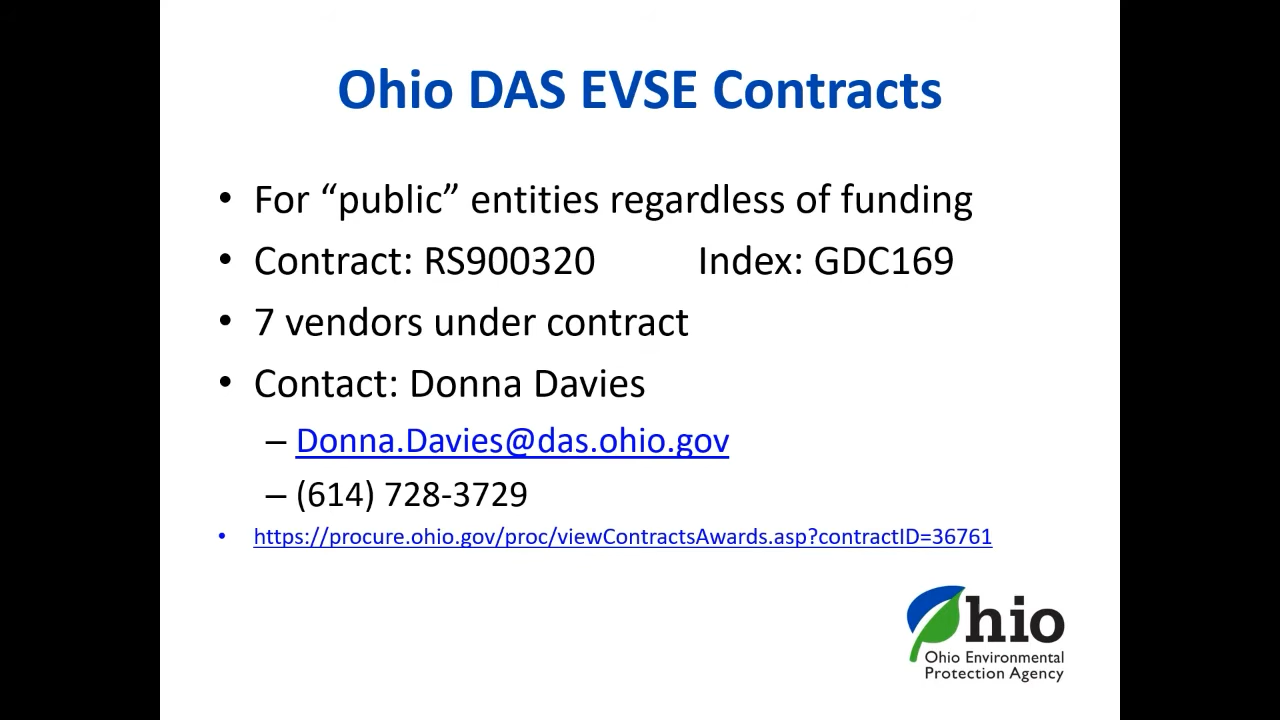 Ohio DAS EVSE Contracts
• For “public” entities regardless of funding
• Contract: RS900320 Index: GDC169
• 7 vendors under contract
• Contact: Donna Davies
– Donna.Davies@das.ohio.gov
– (614) 728-3729
• https://procure.ohio.gov/proc/viewContractsAwards.asp?contractID=36761
Ohio
Ohio Environmental
Protection Agency